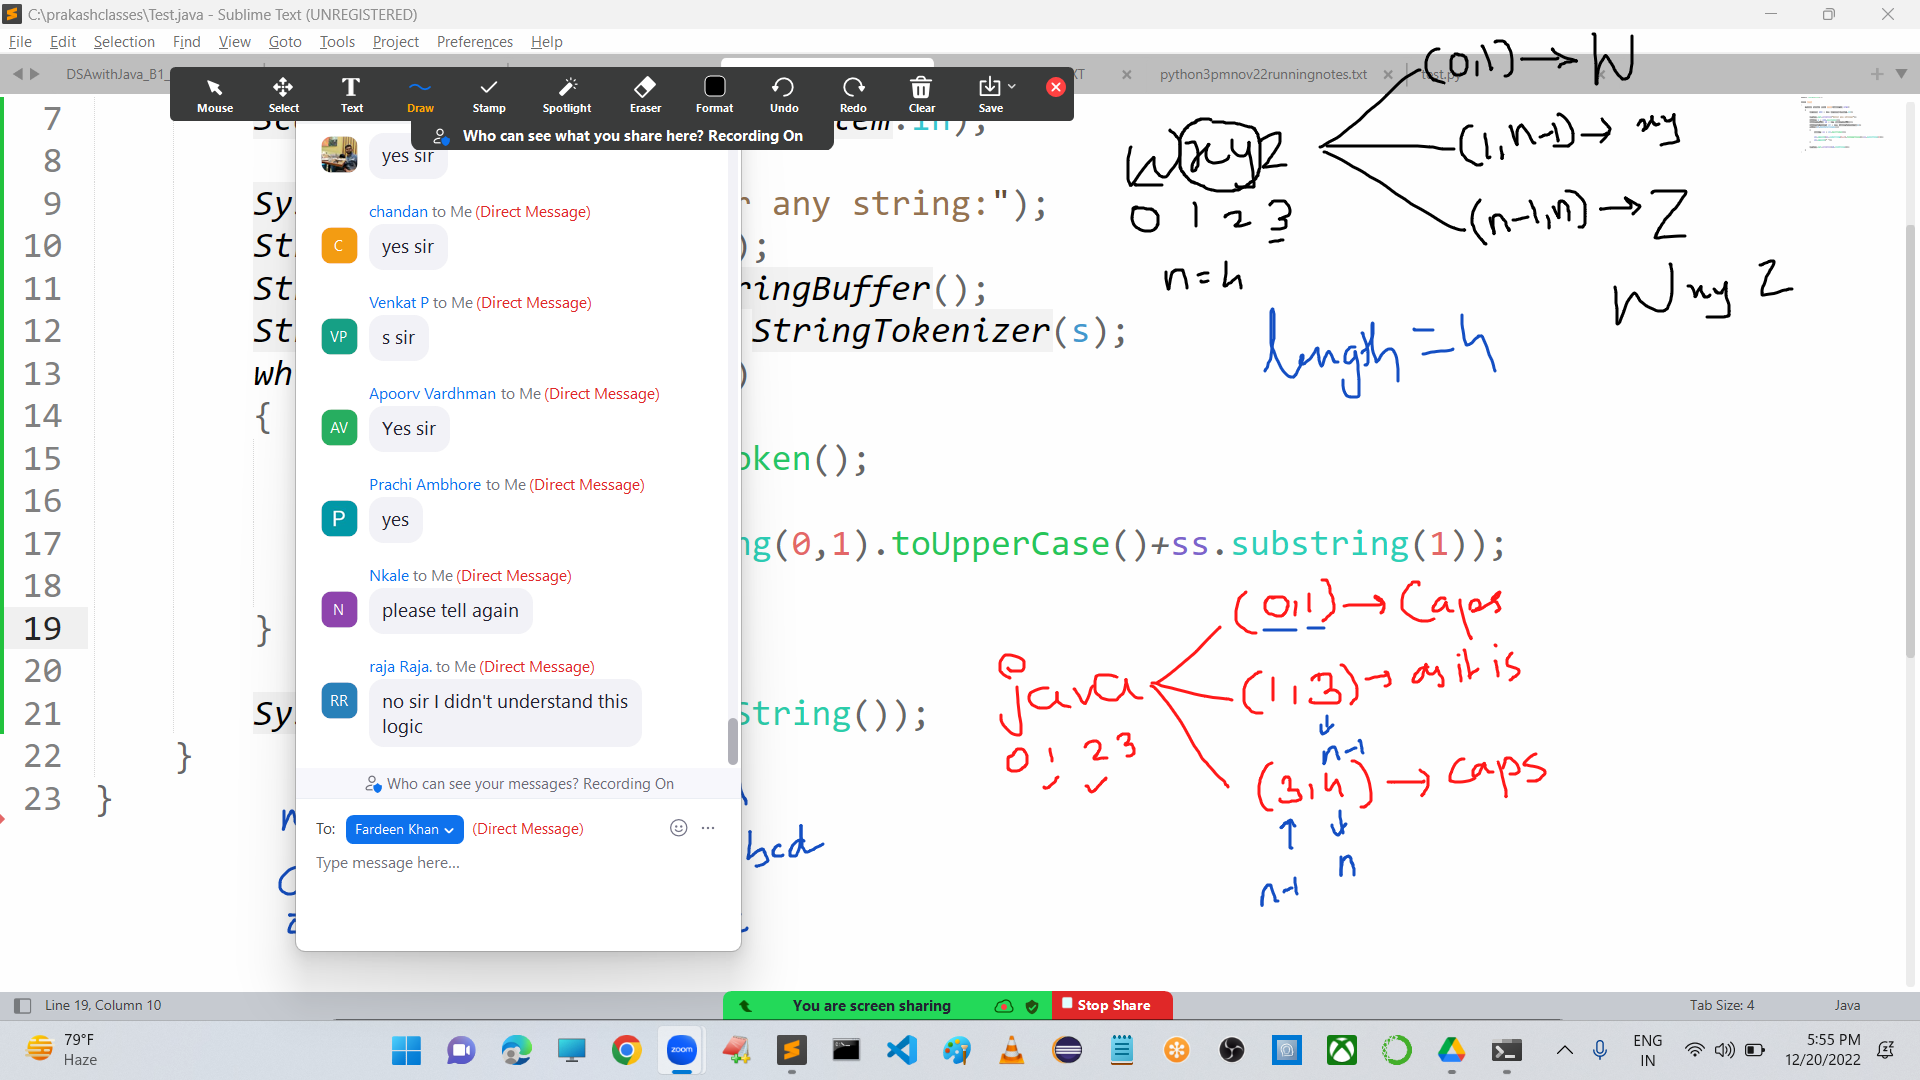 C:\prakashclasses\Test.java - Sublime Text (UNREGISTERED)
File Edit Selection Find View Goto Tools Project Preferences Help
DSAwithJava_B1_
python3pmnov22runningnotes.txt
test.py
Mouse Select Text Draw Stamp Spotlight Eraser Format Undo Redo Clear Save
Who can see what you share here? Recording On
7
8
9 Sy r any string:");
10 St );
11 St ringBuffer();
12 St StringTokenizer(s);
13 wh )
14 {
15 oken();
16
17 ng(0,1).toUpperCase()+ss.substring(1));
18
19 }
20
21 Sy String());
22 }
23 }
yes sir
chandan to Me (Direct Message)
C
yes sir
Venkat P to Me (Direct Message)
VP
s sir
Apoorv Vardhman to Me (Direct Message)
AV
Yes sir
Prachi Ambhore to Me (Direct Message)
P
yes
Nkale to Me (Direct Message)
N
please tell again
raja Raja. to Me (Direct Message)
RR
no sir I didn't understand this
logic
Who can see your messages? Recording On
To: Fardeen Khan (Direct Message)
Type message here...
wxyz
0 1 2 3
n=4
(0,1)→W
(1,n-1)→xy
(n-1,n)→Z
WxyZ
length=4
java
0 1 2 3
(0,1)→Caps
(1,3)→as it is
n-1
(3,4)→caps
n-1
n
bcd
Line 19, Column 10
You are screen sharing
Stop Share
Tab Size: 4
Java
79°F
Haze
zoom
ENG
IN
5:55 PM
12/20/2022